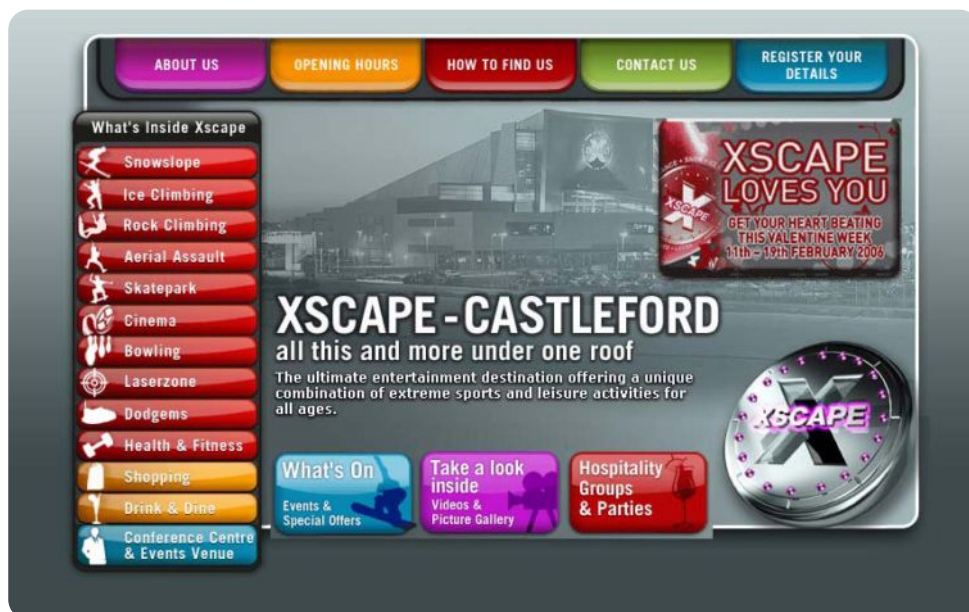 ABOUT US
OPENING HOURS
HOW TO FIND US
CONTACT US
REGISTER YOUR
DETAILS
What's Inside Xscape
Snowslope
Ice Climbing
Rock Climbing
Aerial Assault
Skatepark
Cinema
Bowling
Laserzone
Dodgems
Health & Fitness
Shopping
Drink & Dine
Conference Centre
& Events Venue
XSCAPE
XSCAPE
LOVES YOU
GET YOUR HEART BEATING
THIS VALENTINE WEEK
11th - 19th FEBRUARY 2006
XSCAPE - CASTLEFORD
all this and more under one roof
The ultimate entertainment destination offering a unique
combination of extreme sports and leisure activities for
all ages.
What's On
Events &
Special Offers
Take a look
inside
Videos &
Picture Gallery
Hospitality
Groups
& Parties
XSCAPE